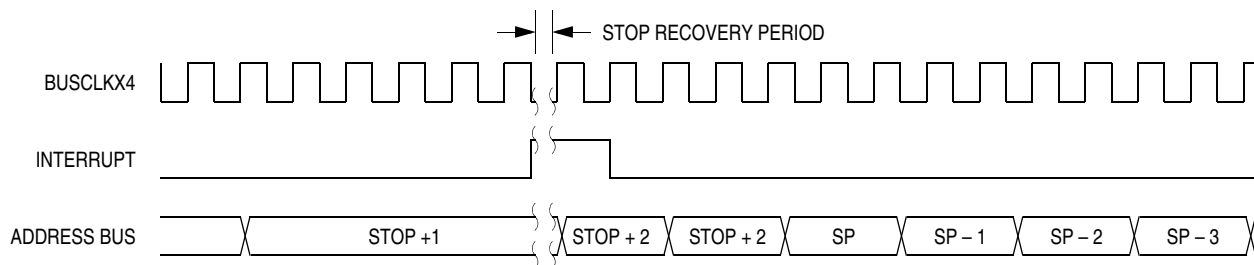 STOP RECOVERY PERIOD
BUSCLKX4
INTERRUPT
ADDRESS BUS STOP +1 STOP + 2 STOP + 2 SP SP – 1 SP – 2 SP – 3